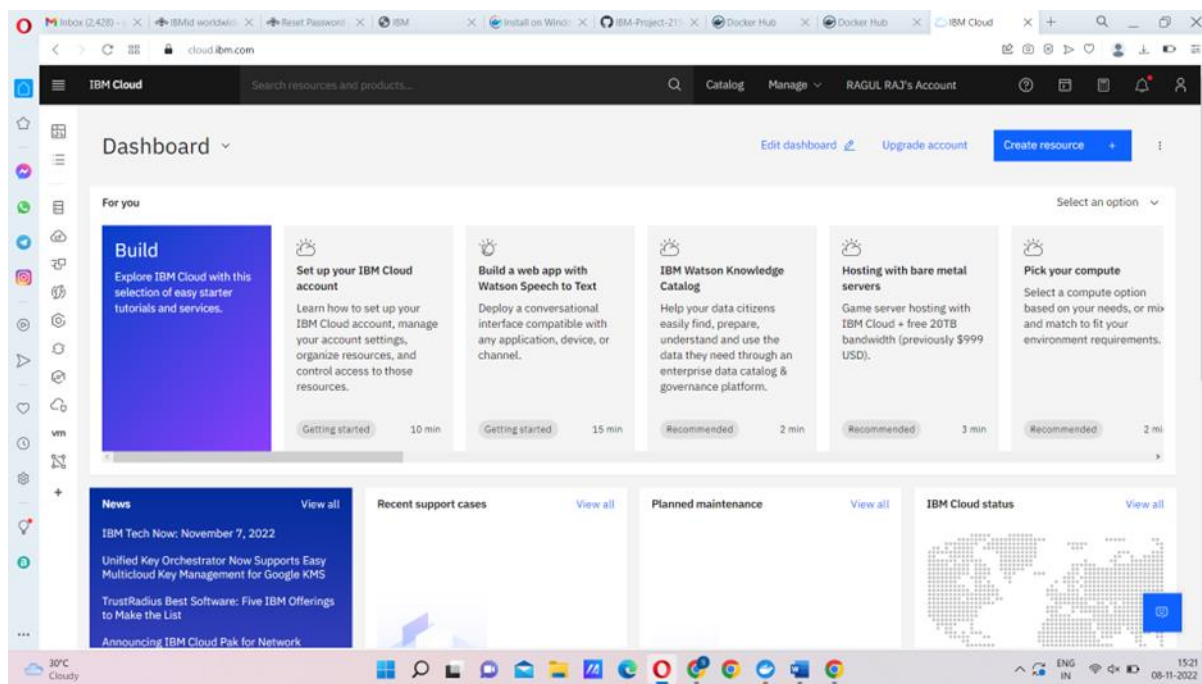 Inbox (2,428) -
IBMid worldwide
Reset Password
IBM
Install on Wind
IBM-Project-215
Docker Hub
Docker Hub
IBM Cloud
cloud.ibm.com
IBM Cloud
Search resources and products...
Catalog
Manage
RAGUL RAJ's Account
Dashboard
Edit dashboard
Upgrade account
Create resource +
For you
Select an option
Build
Explore IBM Cloud with this
selection of easy starter
tutorials and services.
Set up your IBM Cloud
account
Learn how to set up your
IBM Cloud account, manage
your account settings,
organize resources, and
control access to those
resources.
Getting started
10 min
Build a web app with
Watson Speech to Text
Deploy a conversational
interface compatible with
any application, device, or
channel.
Getting started
15 min
IBM Watson Knowledge
Catalog
Help your data citizens
easily find, prepare,
understand and use the
data they need through an
enterprise data catalog &
governance platform.
Recommended
2 min
Hosting with bare metal
servers
Game server hosting with
IBM Cloud + free 20TB
bandwidth (previously $999
USD).
Recommended
3 min
Pick your compute
Select a compute option
based on your needs, or mix
and match to fit your
environment requirements.
Recommended
2 mi
vm
News
View all
IBM Tech Now: November 7, 2022
Unified Key Orchestrator Now Supports Easy
Multicloud Key Management for Google KMS
TrustRadius Best Software: Five IBM Offerings
to Make the List
Announcing IBM Cloud Pak for Network
Recent support cases
View all
Planned maintenance
View all
IBM Cloud status
View all
30°C
Cloudy
ENG
IN
15:21
08-11-2022